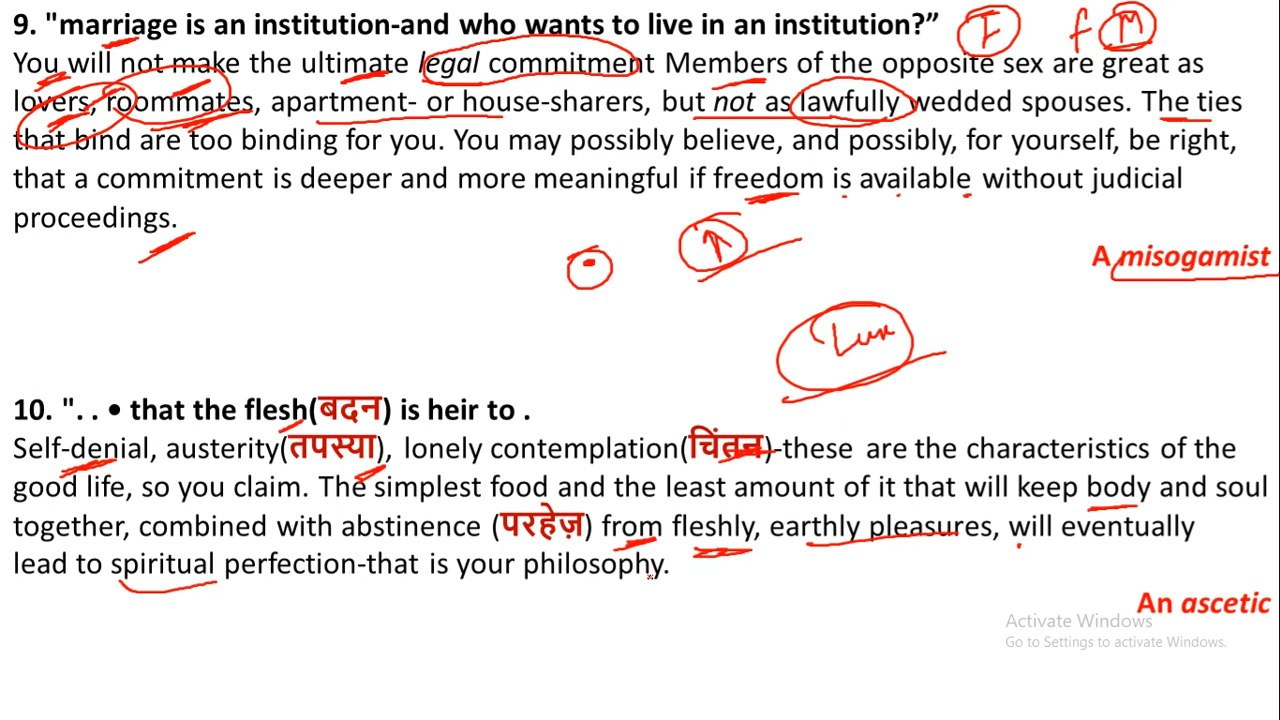 9. "marriage is an institution-and who wants to live in an institution?”
F f M
You will not make the ultimate legal commitment Members of the opposite sex are great as
lovers, roommates, apartment- or house-sharers, but not as lawfully wedded spouses. The ties
that bind are too binding for you. You may possibly believe, and possibly, for yourself, be right,
that a commitment is deeper and more meaningful if freedom is available without judicial
proceedings.
A misogamist
10. ". . • that the flesh(बदन) is heir to .
Self-denial, austerity(तपस्या), lonely contemplation(चिंतन)-these are the characteristics of the
good life, so you claim. The simplest food and the least amount of it that will keep body and soul
together, combined with abstinence (परहेज़) from fleshly, earthly pleasures, will eventually
lead to spiritual perfection-that is your philosophy.
An ascetic
Activate Windows
Go to Settings to activate Windows.